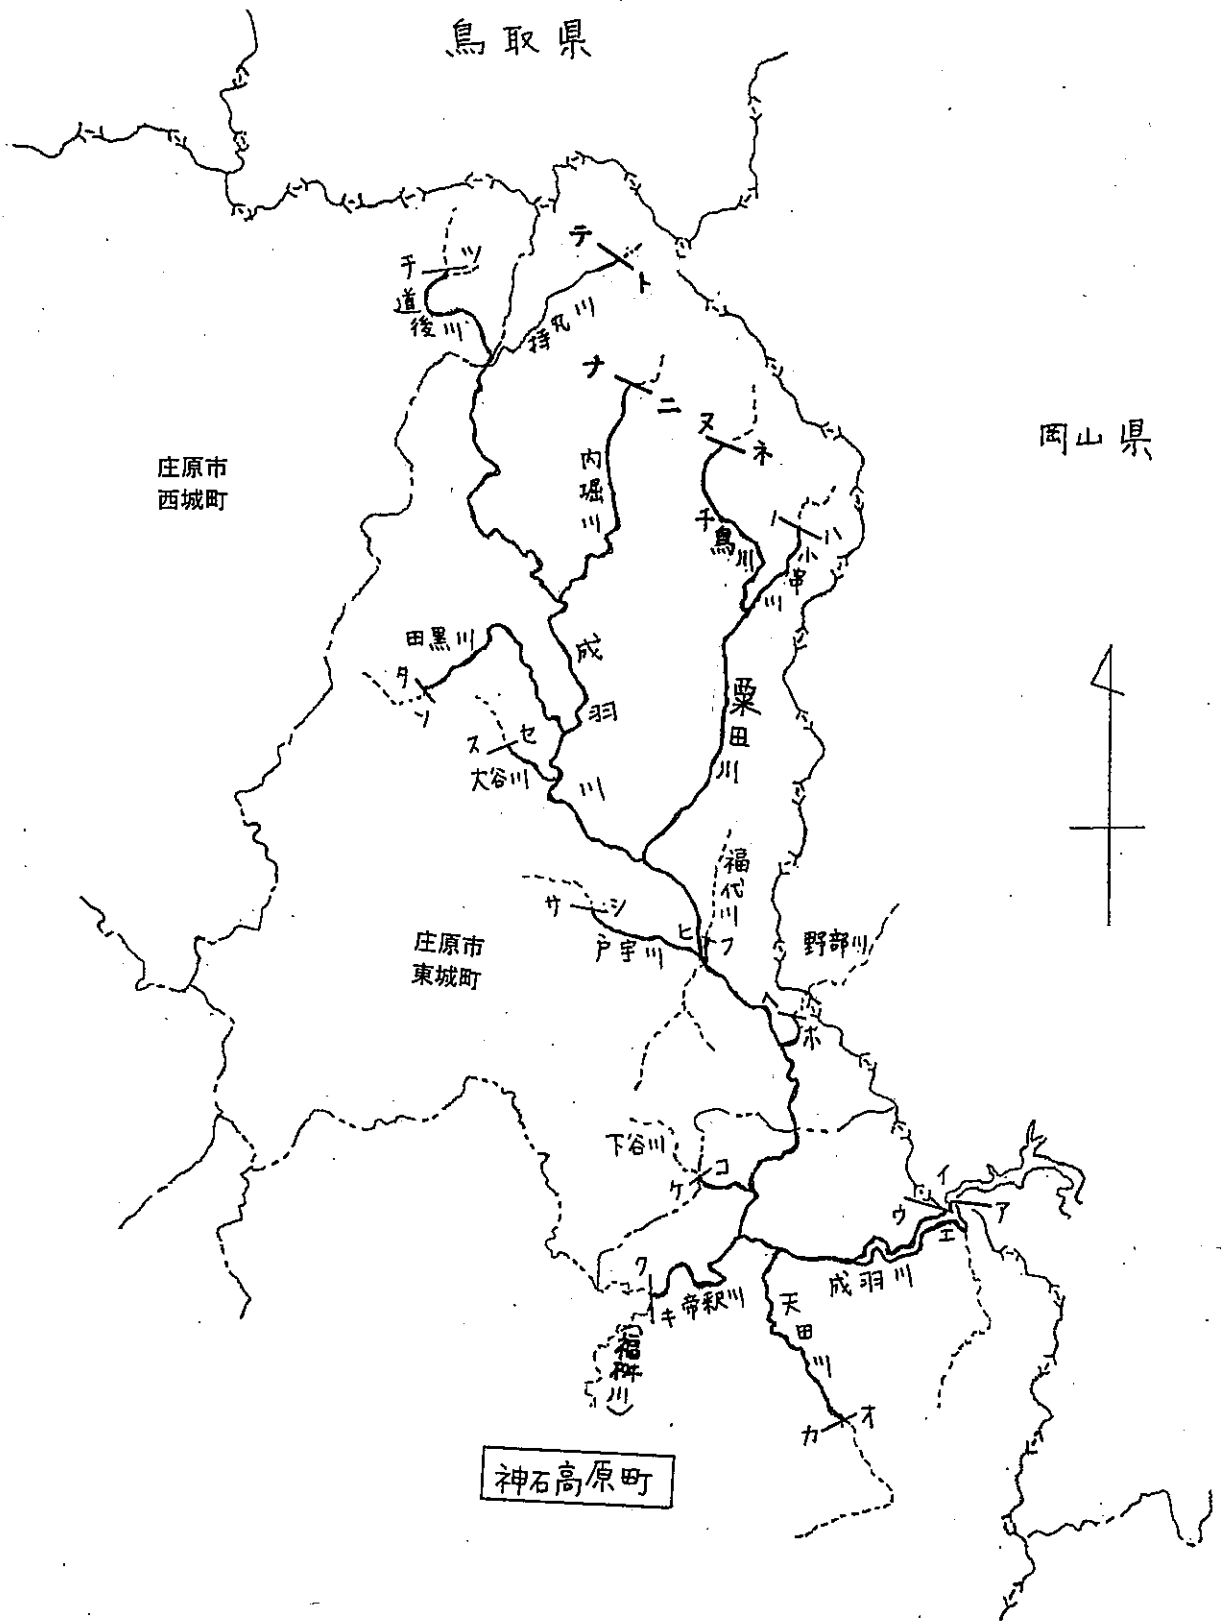 鳥取県
テ
ト
チ
ツ
道後川
持丸川
ナ
ニ
ヌ
ネ
岡山県
庄原市
西城町
内堀川
千鳥川
ノ
ハ
小串川
田黒川
成羽川
タ
ソ
粟田川
ス
セ
大谷川
福代川
サ
シ
戸宇川
ヒ
フ
庄原市
東城町
野部川
ヘ
ホ
下谷川
コ
ケ
イ
ウ
ア
エ
成羽川
ク
キ
帝釈川
天田川
福桝川
カ
オ
神石高原町